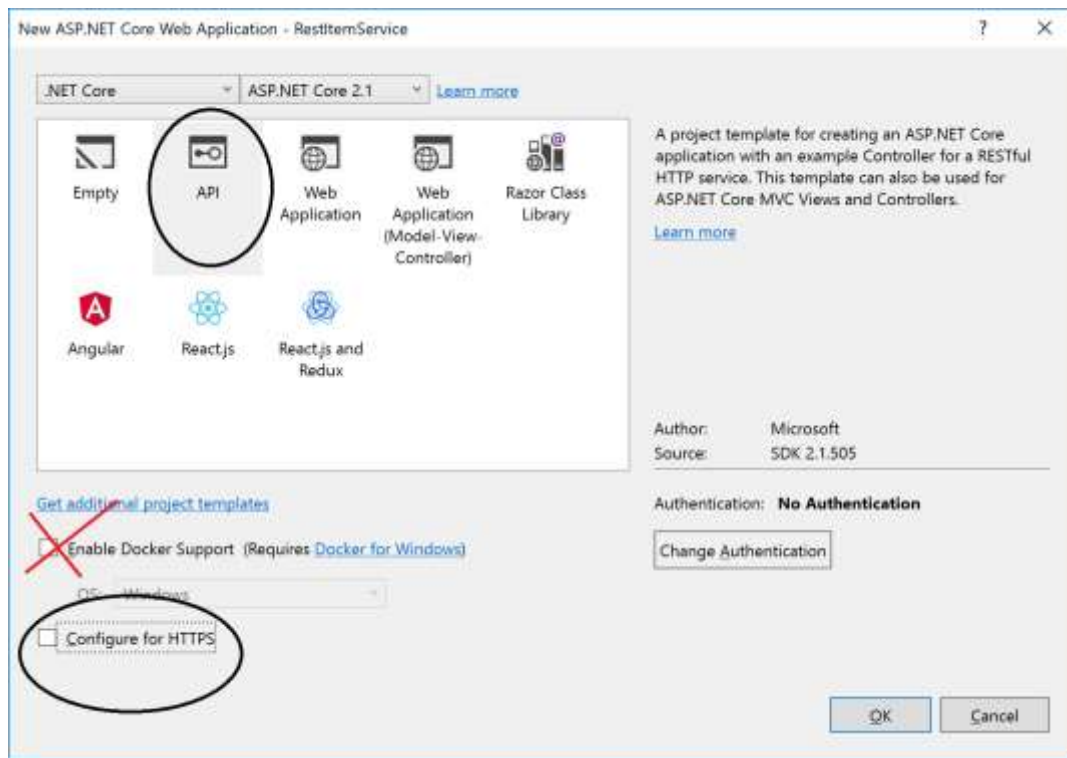 New ASP.NET Core Web Application - RestItemService
?
.NET Core
ASP.NET Core 2.1
Learn more
Empty
API
Web
Application
Web
Application
(Model-View-
Controller)
Razor Class
Library
Angular
React.js
React.js and
Redux
A project template for creating an ASP.NET Core
application with an example Controller for a RESTful
HTTP service. This template can also be used for
ASP.NET Core MVC Views and Controllers.
Learn more
Author: Microsoft
Source: SDK 2.1.505
Get additional project templates
Enable Docker Support (Requires Docker for Windows)
OS: Windows
Configure for HTTPS
Authentication: No Authentication
Change Authentication
OK
Cancel